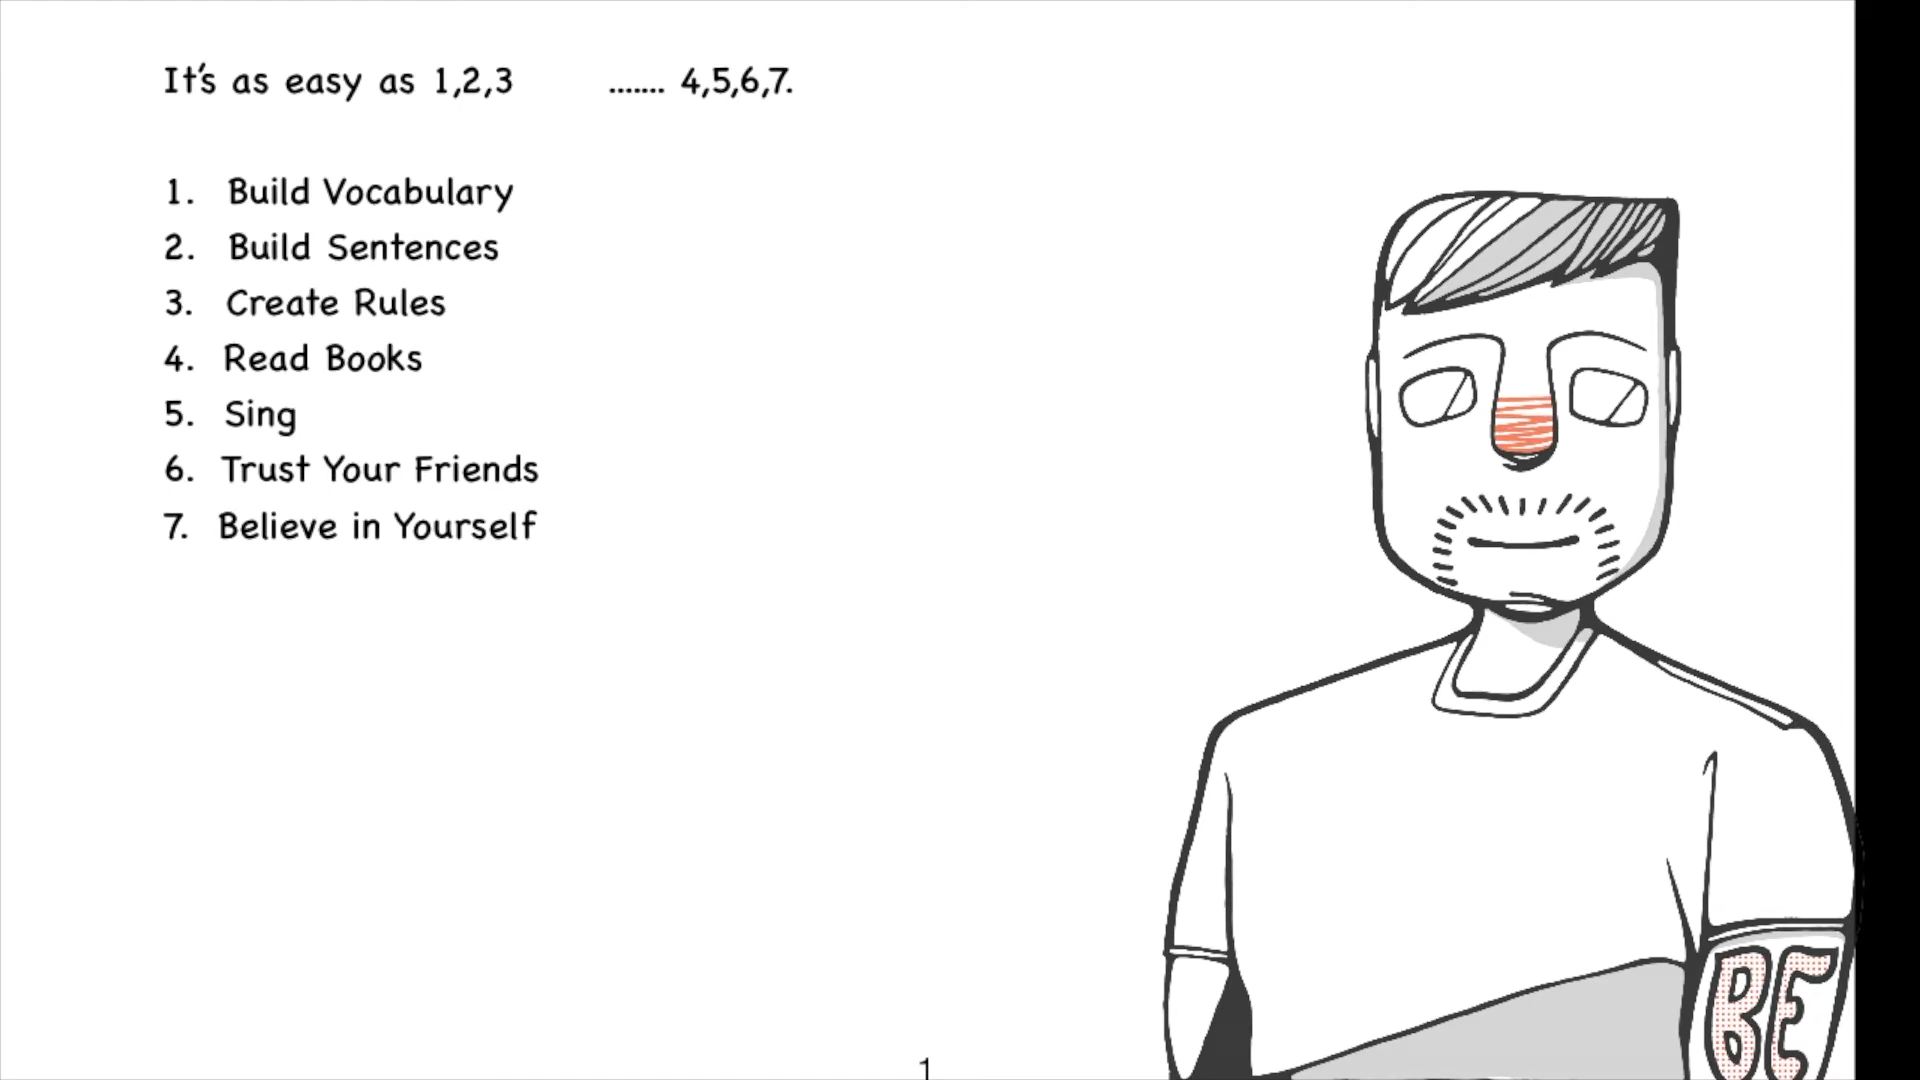 It's as easy as 1,2,3 ....... 4,5,6,7.
1. Build Vocabulary
2. Build Sentences
3. Create Rules
4. Read Books
5. Sing
6. Trust Your Friends
7. Believe in Yourself
BE
1